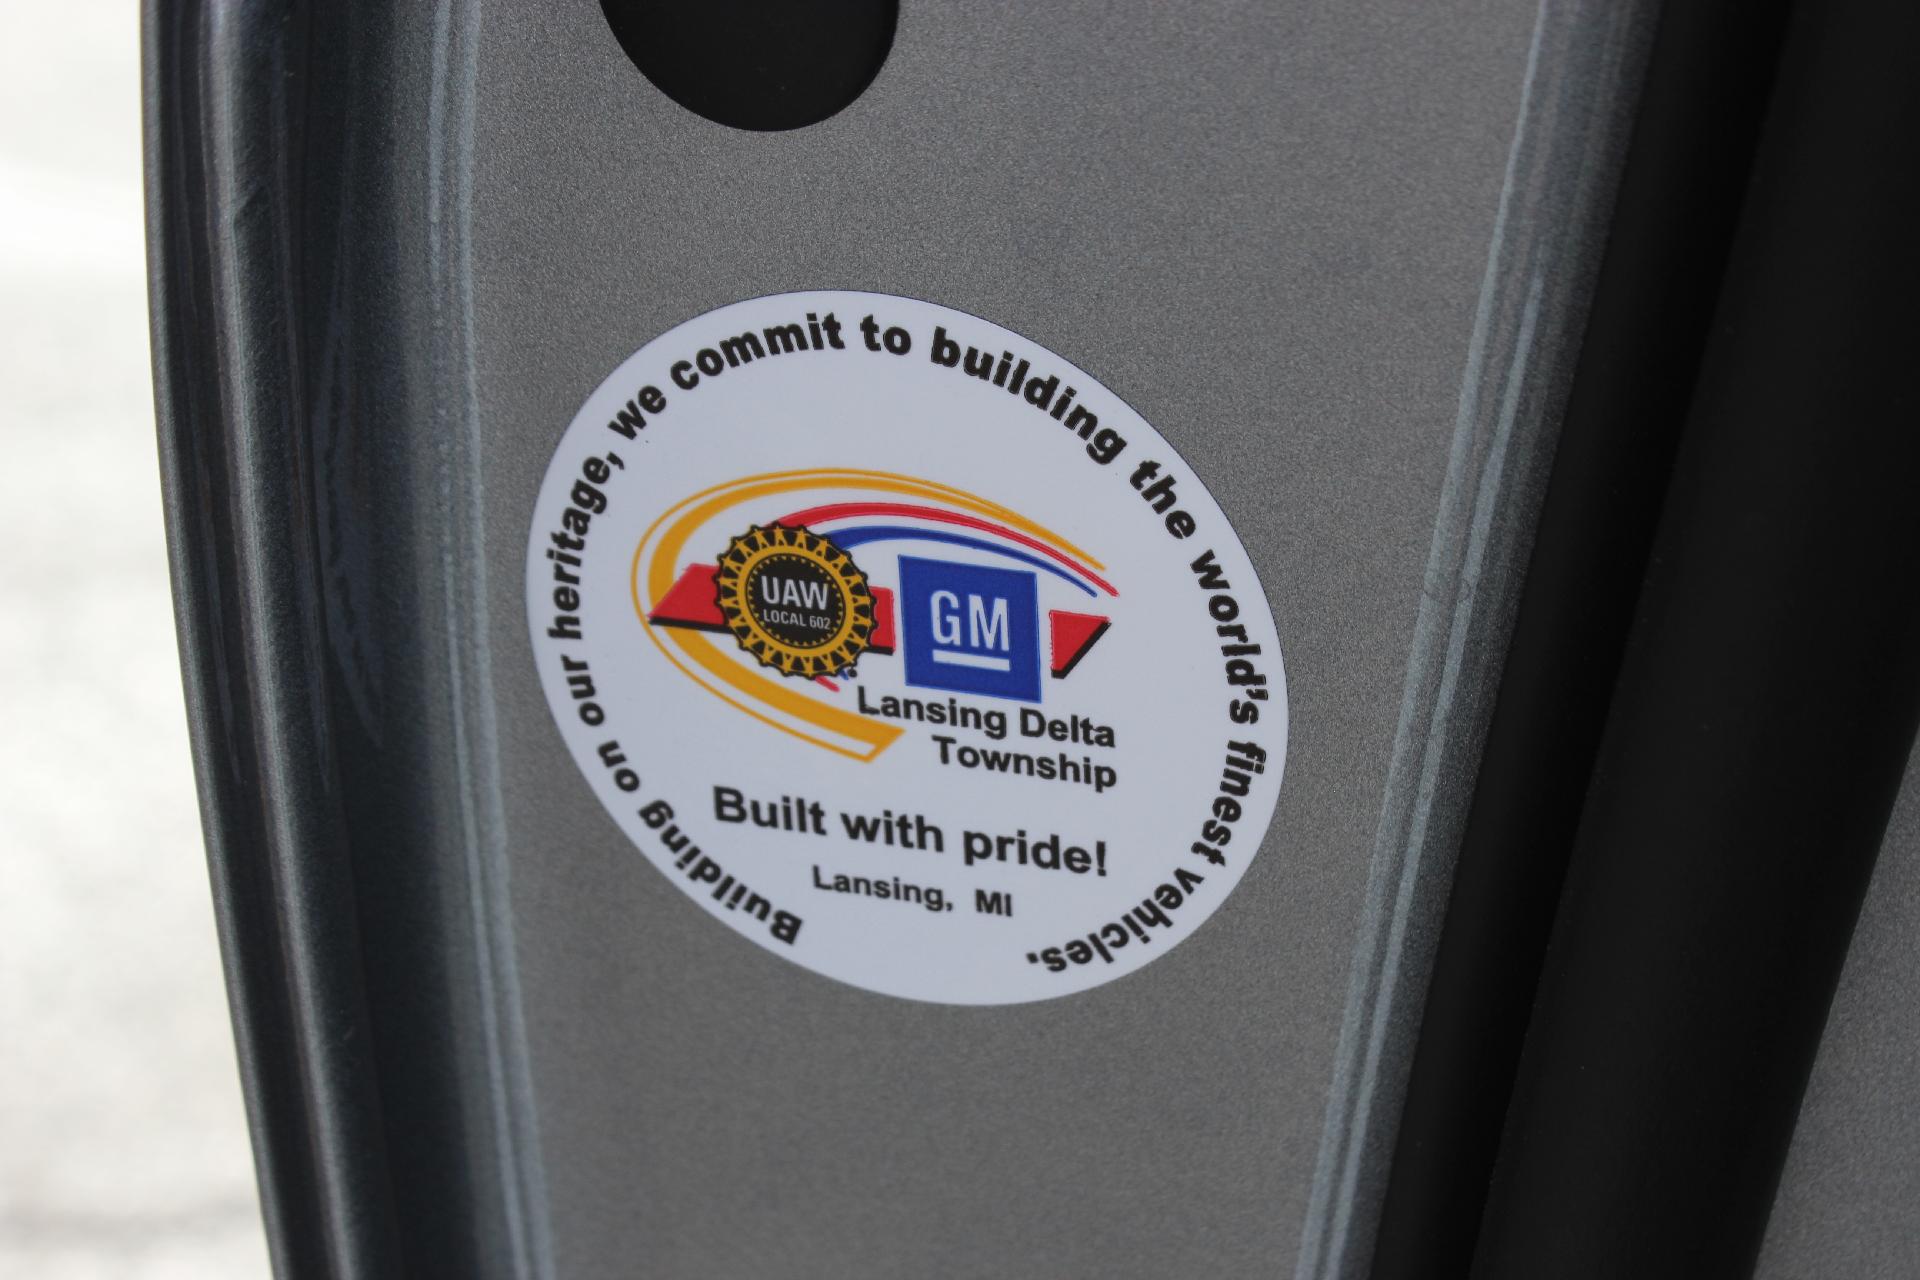 Building on our heritage, we commit to building the world's finest vehicles.
UAW
LOCAL 602
GM
Lansing Delta
Township
Built with pride!
Lansing, MI